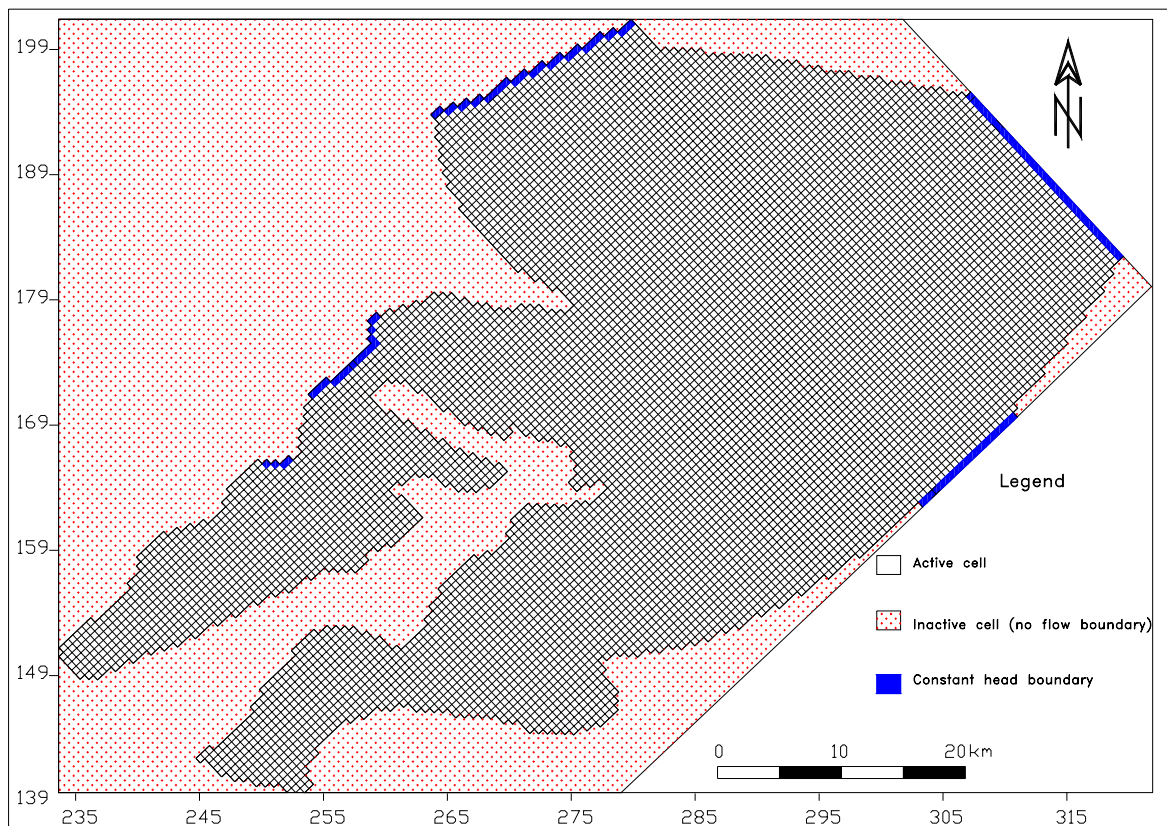 199
189
179
169
159
149
139
N
Legend
Active cell
Inactive cell (no flow boundary)
Constant head boundary
0 10 20km
235 245 255 265 275 285 295 305 315